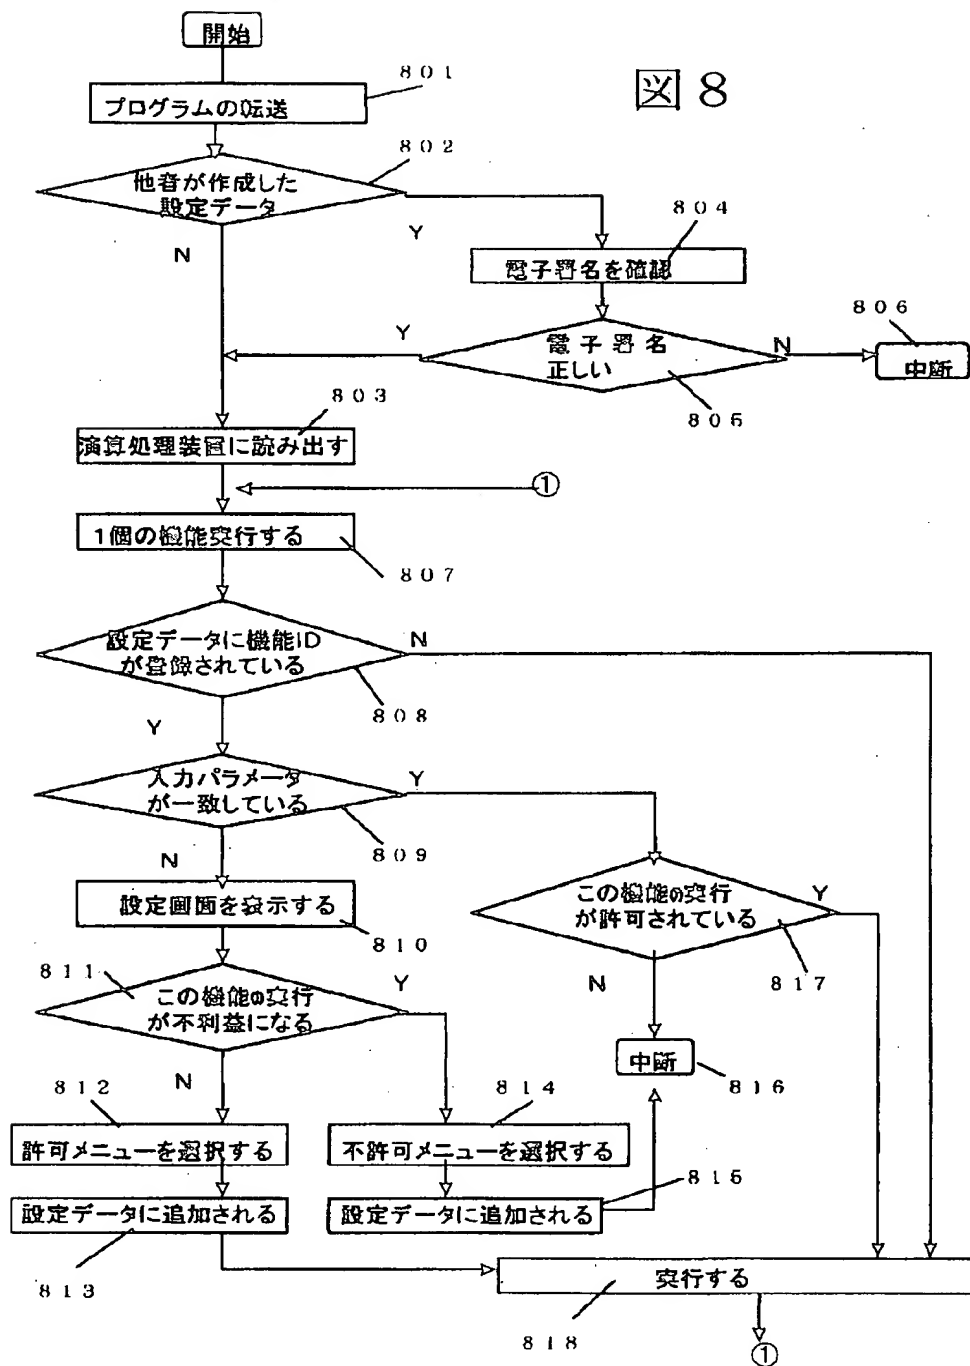 開始
図8
801
プログラムの転送
802
他者が作成した
設定データ
Y
N
804
電子署名を確認
806
Y
電子署名
正しい
N
中断
805
803
演算処理装置に読み出す
①
1個の機能実行する
807
設定データに機能ID
が登録されている
N
808
Y
入力パラメータ
が一致している
Y
809
N
設定画面を表示する
810
この機能の実行
が許可されている
Y
817
N
811
この機能の実行
が不利益になる
Y
N
中断
816
812
許可メニューを選択する
814
不許可メニューを選択する
815
設定データに追加される
813
設定データに追加される
実行する
818
①